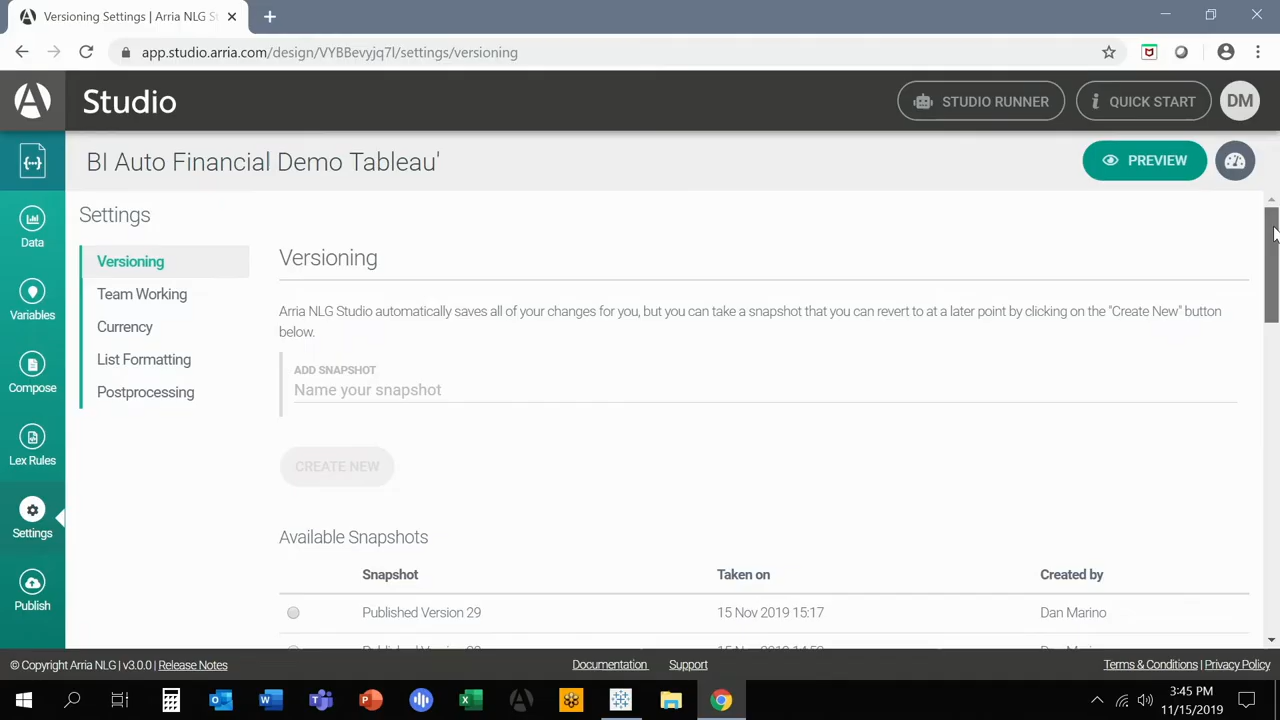 Versioning Settings | Arria NLG St
app.studio.arria.com/design/VYBBevyjq7l/settings/versioning
Studio
STUDIO RUNNER
QUICK START
DM
BI Auto Financial Demo Tableau'
PREVIEW
Data
Variables
Compose
Lex Rules
Settings
Publish
Settings
Versioning
Team Working
Currency
List Formatting
Postprocessing
Versioning
Arria NLG Studio automatically saves all of your changes for you, but you can take a snapshot that you can revert to at a later point by clicking on the "Create New" button
below.
ADD SNAPSHOT
Name your snapshot
CREATE NEW
Available Snapshots
Snapshot Taken on Created by
Published Version 29 15 Nov 2019 15:17 Dan Marino
© Copyright Arria NLG | v3.0.0 | Release Notes
Documentation Support
Terms & Conditions | Privacy Policy
3:45 PM
11/15/2019